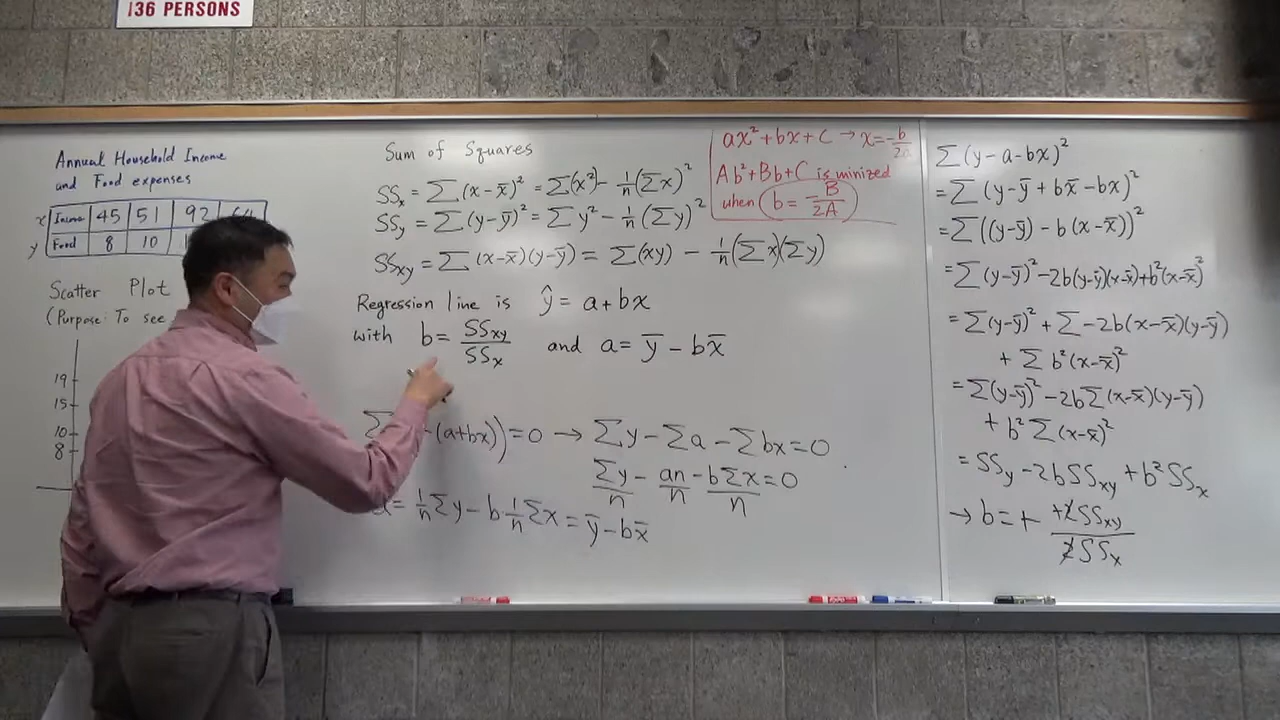 136 PERSONS
Annual Household Income
and Food expenses
x Income 45 51 92
y Food 8 10
Scatter Plot
(Purpose: To see
19
15
10
8
Sum of Squares
SSx = Σ(x-x̄)² = Σ(x²) - 1/n(Σx)²
SSy = Σ(y-ȳ)² = Σy² - 1/n(Σy)²
SSxy = Σ(x-x̄)(y-ȳ) = Σ(xy) - 1/n(Σx)(Σy)
Regression line is ŷ = a+bx
with b = SSxy/SSx and a = ȳ - bx̄
Σ -(a+bx)) = 0 → Σy - Σa - Σbx = 0
Σy/n - an/n - bΣx/n = 0
= 1/n Σy - b·1/n Σx = ȳ - bx̄
ax² + bx + C → x = -b/2a
Ab² + Bb + C is minized
when b = -B/2A
Σ(y-a-bx)²
= Σ(y-ȳ+bx̄-bx)²
= Σ((y-ȳ) - b(x-x̄))²
= Σ(y-ȳ)² - 2b(y-ȳ)(x-x̄) + b²(x-x̄)²
= Σ(y-ȳ)² + Σ-2b(x-x̄)(y-ȳ)
+ Σ b²(x-x̄)²
= Σ(y-ȳ)² - 2bΣ(x-x̄)(y-ȳ)
+ b²Σ(x-x̄)²
= SSy - 2bSSxy + b²SSx
→ b = + +2SSxy/2SSx